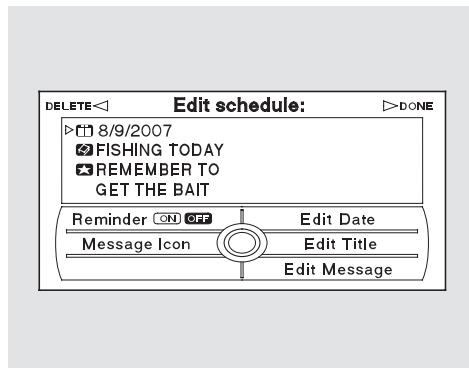 DELETE Edit schedule: DONE
8/9/2007
FISHING TODAY
REMEMBER TO
GET THE BAIT
Reminder ON OFF Edit Date
Message Icon Edit Title
Edit Message